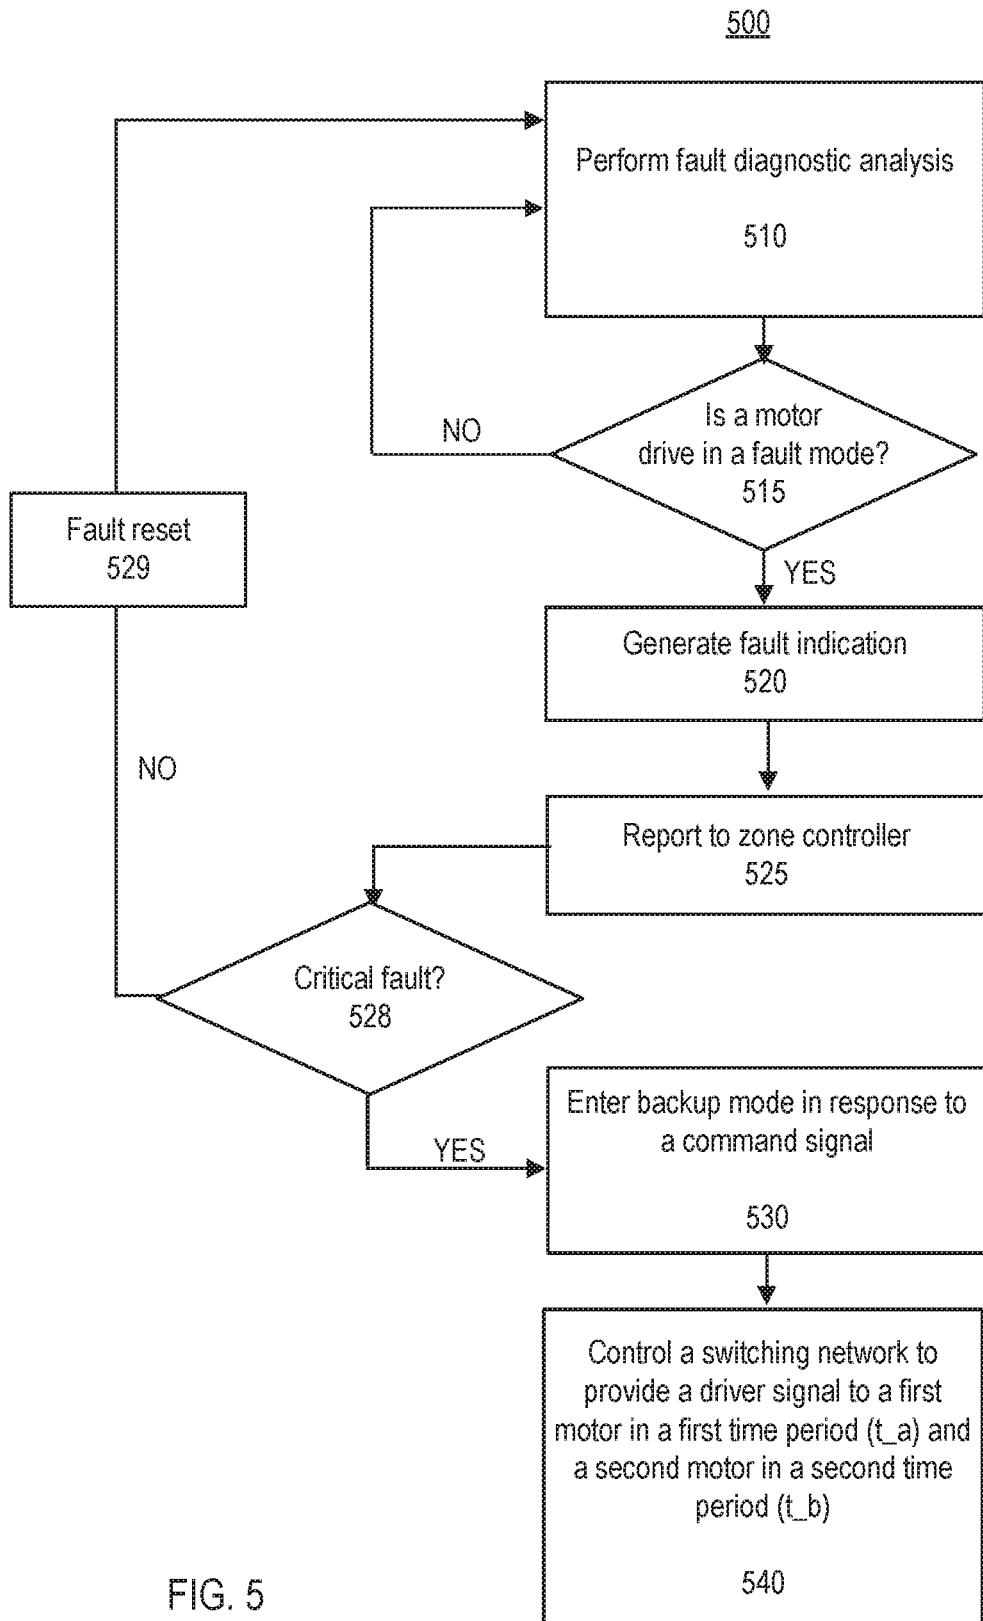 500
Perform fault diagnostic analysis
510
Is a motor
drive in a fault mode?
515
NO
YES
Fault reset
529
Generate fault indication
520
NO
Report to zone controller
525
Critical fault?
528
YES
Enter backup mode in response to
a command signal
530
Control a switching network to
provide a driver signal to a first
motor in a first time period (t_a) and
a second motor in a second time
period (t_b)
540
FIG. 5